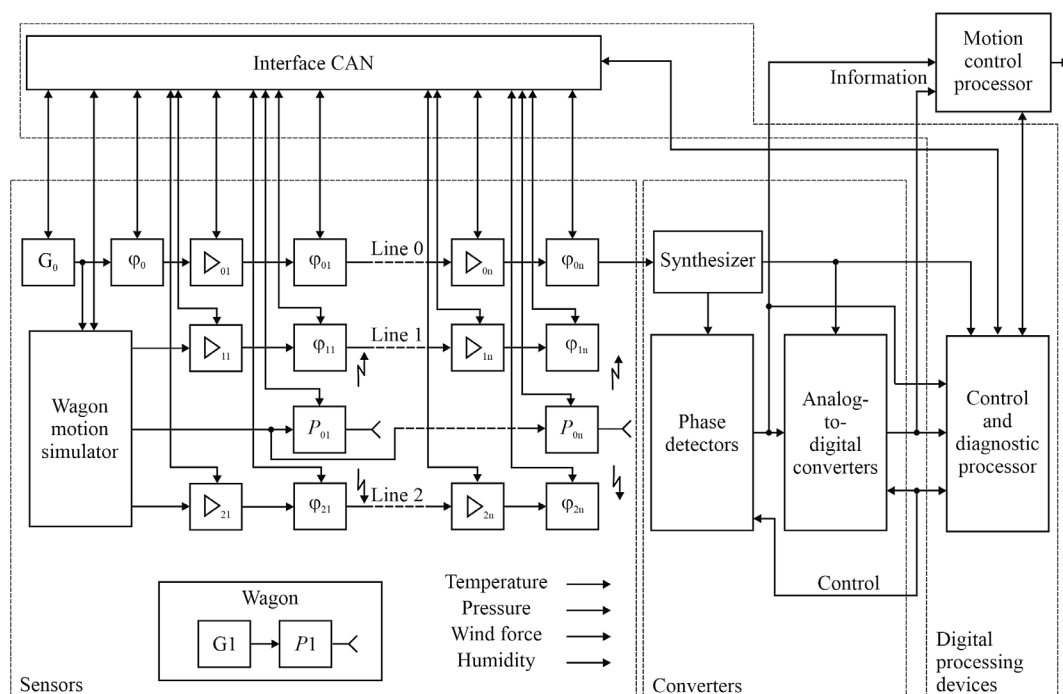 Interface CAN
Motion
control
processor
Information
G₀
φ₀
▷₀₁
φ₀₁
Line 0
▷₀ₙ
φ₀ₙ
Synthesizer
▷₁₁
φ₁₁
Line 1
▷₁ₙ
φ₁ₙ
Wagon
motion
simulator
P₀₁
P₀ₙ
Phase
detectors
Analog-
to-
digital
converters
Control
and
diagnostic
processor
▷₂₁
φ₂₁
Line 2
▷₂ₙ
φ₂ₙ
Control
Wagon
G1
P1
Temperature
Pressure
Wind force
Humidity
Sensors
Converters
Digital
processing
devices